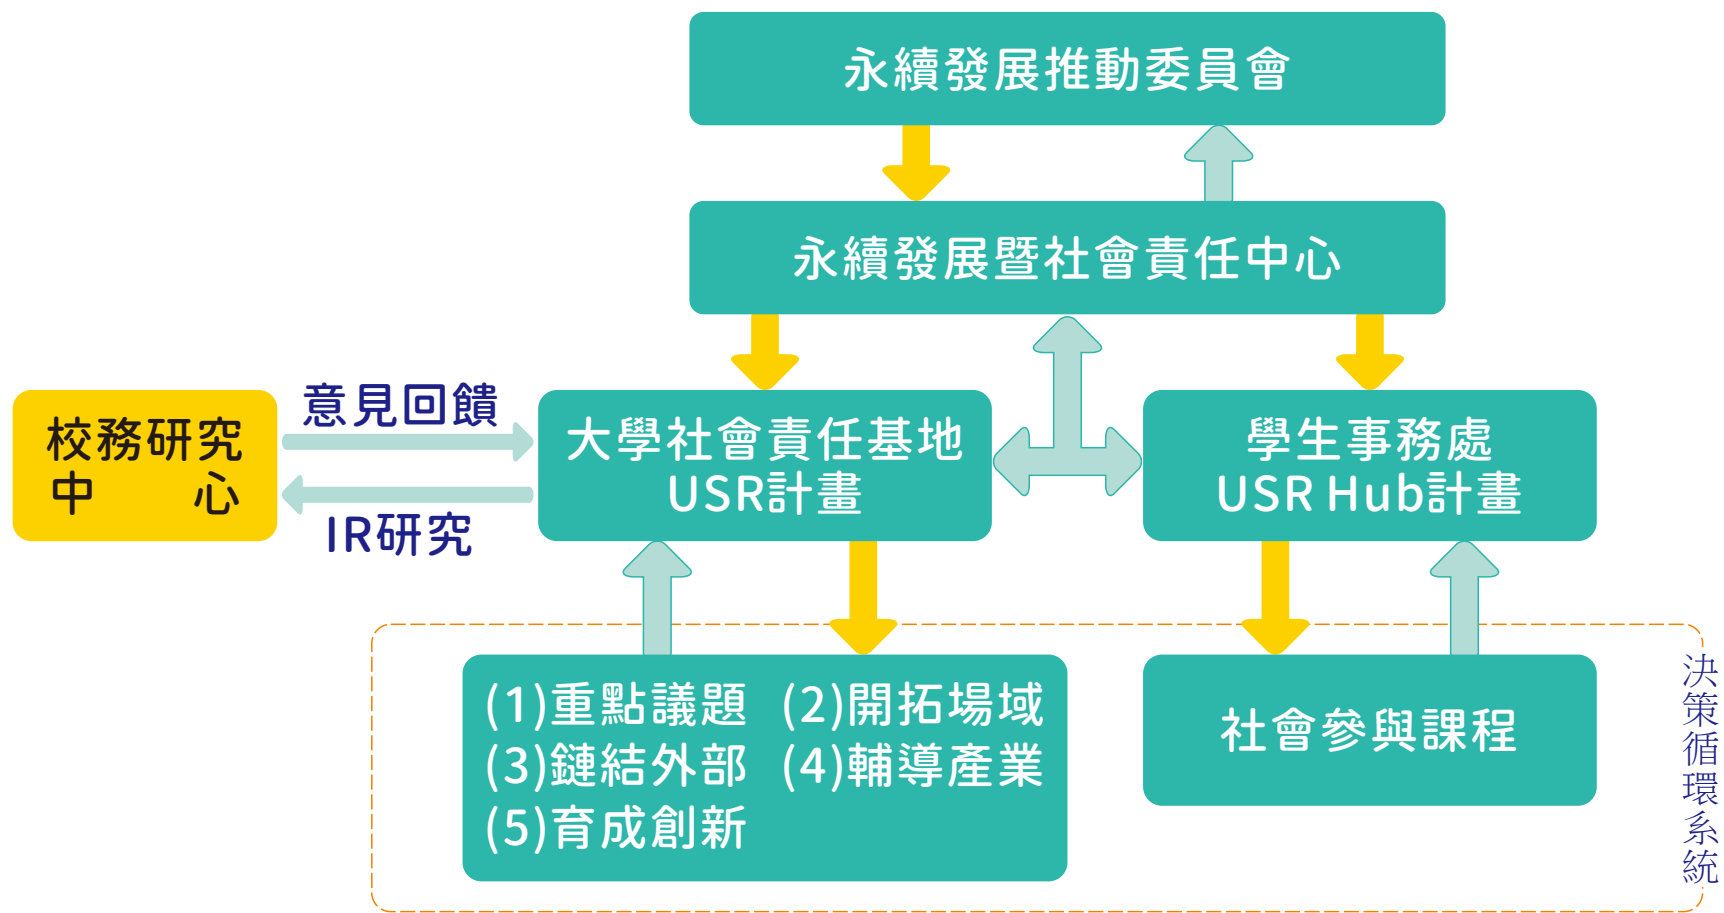 永續發展推動委員會
永續發展暨社會責任中心
校務研究
中 心
意見回饋
IR研究
大學社會責任基地
USR計畫
學生事務處
USR Hub計畫
(1)重點議題 (2)開拓場域
(3)鏈結外部 (4)輔導產業
(5)育成創新
社會參與課程
決策循環系統